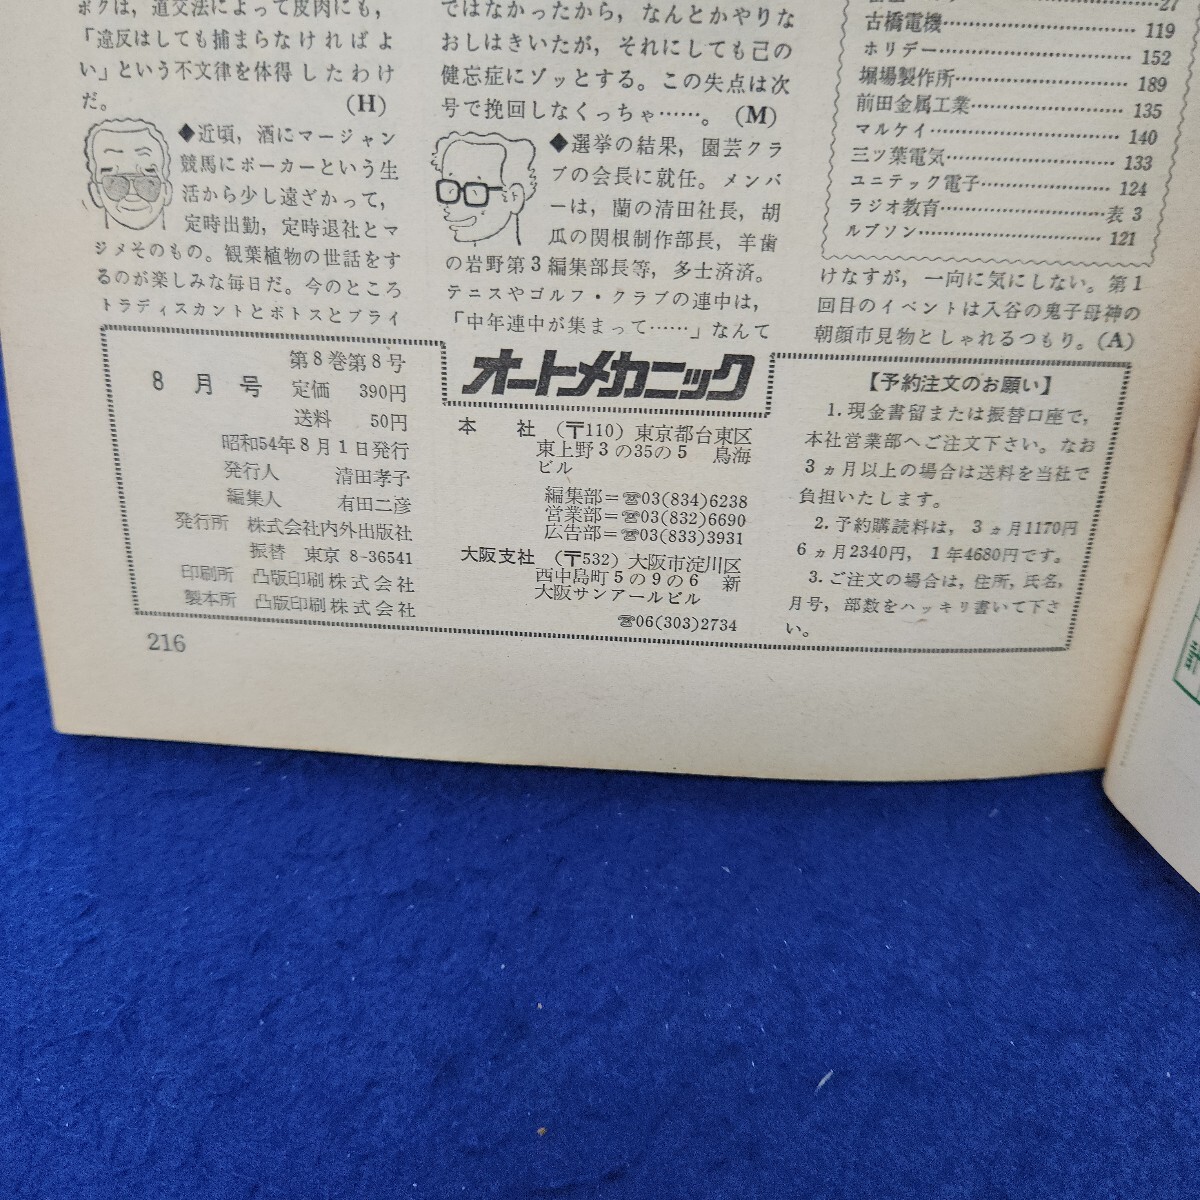 ボクは，道交法によって皮肉にも，
「違反はしても捕まらなければよ
い」という不文律を体得したわけ
だ。 (H)
◆近頃，酒にマージャン
競馬にポーカーという生
活から少し遠ざかって，
定時出勤，定時退社とマ
ジメそのもの。観葉植物の世話をす
るのが楽しみな毎日だ。今のところ
トラディスカントとポトスとブライ
ではなかったから，なんとかやりな
おしはきいたが，それにしても己の
健忘症にゾッとする。この失点は次
号で挽回しなくっちゃ……。 (M)
◆選挙の結果，園芸クラ
ブの会長に就任。メンバ
ーは，蘭の清田社長，胡
瓜の関根制作部長，羊歯
の岩野第3編集部長等，多士済済。
テニスやゴルフ・クラブの連中は，
「中年連中が集まって……」なんて
27
古橋電機……119
ホリデー……152
堀場製作所……189
前田金属工業……135
マルケイ……140
三ツ葉電気……133
ユニテック電子……124
ラジオ教育……表3
ルブソン……121
けなすが，一向に気にしない。第1
回目のイベントは入谷の鬼子母神の
朝顔市見物としゃれるつもり。(A)
第8巻第8号
8月号 定価 390円
送料 50円
昭和54年8月1日発行
発行人 清田孝子
編集人 有田二彦
発行所 株式会社内外出版社
振替 東京 8-36541
印刷所 凸版印刷株式会社
製本所 凸版印刷株式会社
オートメカニック
本社 (〒110) 東京都台東区
東上野3の35の5 鳥海
ビル
編集部＝☏03(834)6238
営業部＝☏03(832)6690
広告部＝☏03(833)3931
大阪支社 (〒532) 大阪市淀川区
西中島町5の9の6 新
大阪サンアールビル
☏06(303)2734
【予約注文のお願い】
1. 現金書留または振替口座で，
本社営業部へご注文下さい。なお
3ヵ月以上の場合は送料を当社で
負担いたします。
2. 予約購読料は，3ヵ月1170円
6ヵ月2340円，1年4680円です。
3. ご注文の場合は，住所，氏名，
月号，部数をハッキリ書いて下さ
い。
216